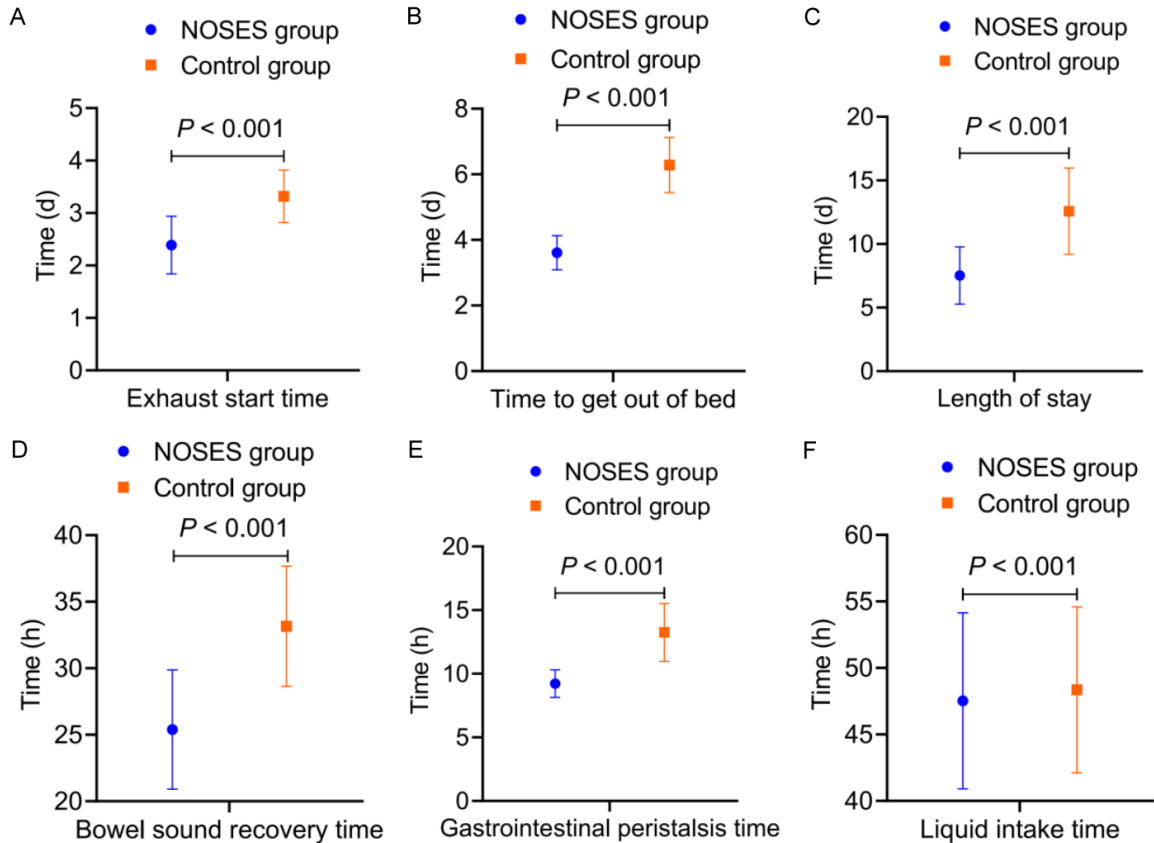 A
NOSES group
Control group
5
4
3
2
1
0
Time (d)
P < 0.001
Exhaust start time
B
NOSES group
Control group
8
6
4
2
0
Time (d)
P < 0.001
Time to get out of bed
C
NOSES group
Control group
20
15
10
5
0
Time (d)
P < 0.001
Length of stay
D
NOSES group
Control group
40
35
30
25
20
Time (h)
P < 0.001
Bowel sound recovery time
E
NOSES group
Control group
20
15
10
5
0
Time (h)
P < 0.001
Gastrointestinal peristalsis time
F
NOSES group
Control group
60
55
50
45
40
Time (h)
P < 0.001
Liquid intake time